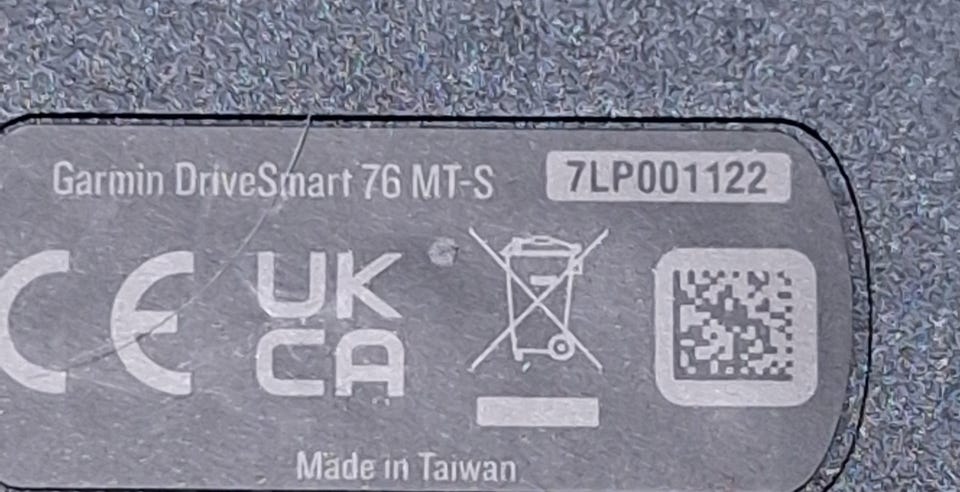 Garmin DriveSmart 76 MT-S 7LP001122
CE UK
CA
Made in Taiwan